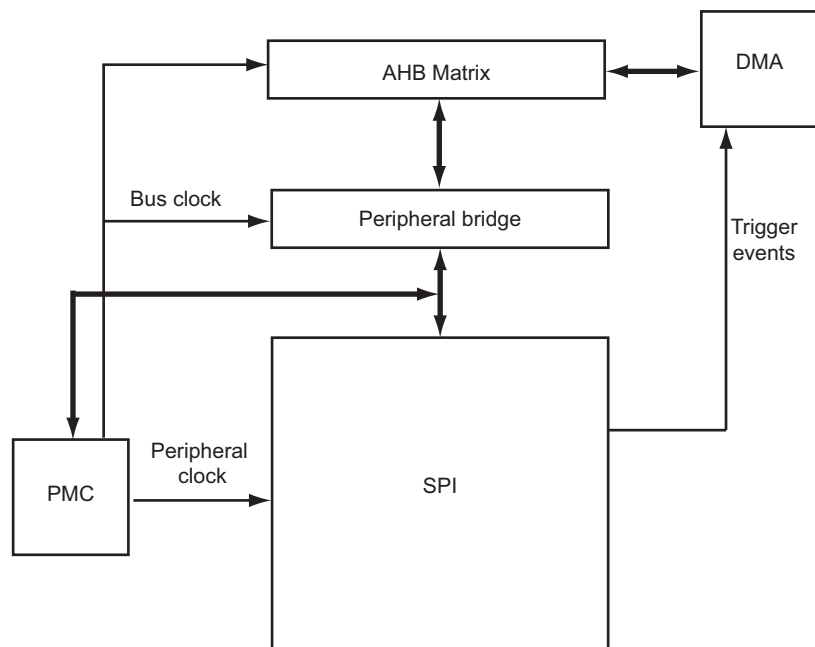 AHB Matrix
DMA
Bus clock
Peripheral bridge
Trigger
events
Peripheral
clock
PMC
SPI